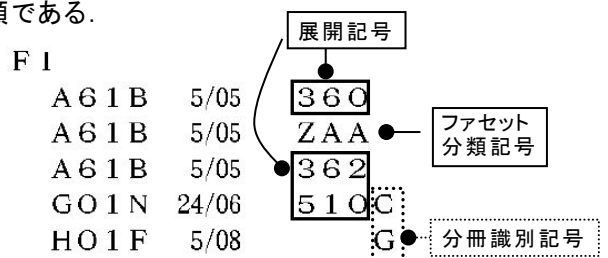 類である.
展開記号
FI
A61B 5/05 360
A61B 5/05 ZAA
ファセット
分類記号
A61B 5/05 362
G01N 24/06 510C
H01F 5/08 G
分冊識別記号